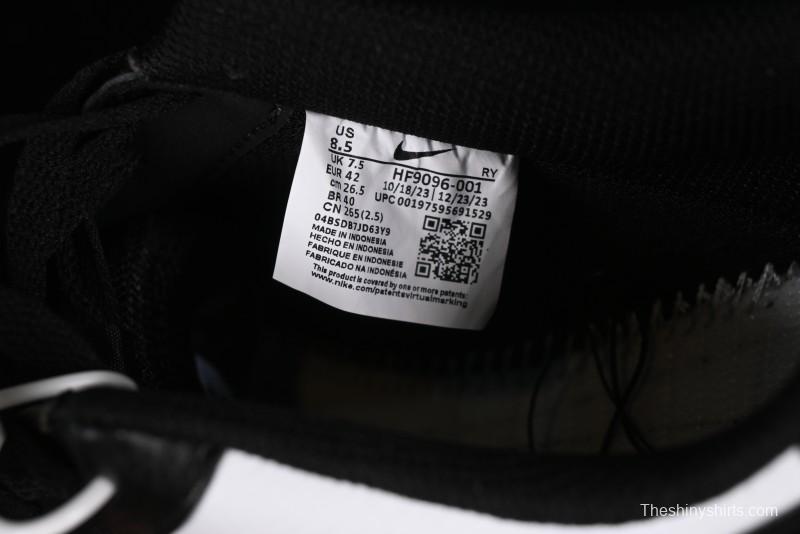 US
8.5
RY
UK 7.5
EUR 42
cm 26.5
BR 40
CN 265 (2.5)
HF9096-001
10/18/23 | 12/23/23
UPC 00197595691529
04BSDB7JD63Y9
MADE IN INDONESIA
HECHO EN INDONESIA
FABRIQUE EN INDONESIE
FABRICADO NA INDONÉSIA
This product is covered by one or more patents:
www.nike.com/patentsvirtualmarking
Theshinyshirts.com